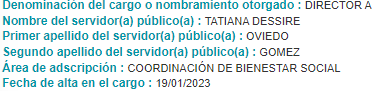 Denominación del cargo o nombramiento otorgado : DIRECTOR A
Nombre del servidor(a) público(a) : TATIANA DESSIRE
Primer apellido del servidor(a) público(a) : OVIEDO
Segundo apellido del servidor(a) público(a) : GOMEZ
Área de adscripción : COORDINACIÓN DE BIENESTAR SOCIAL
Fecha de alta en el cargo : 19/01/2023